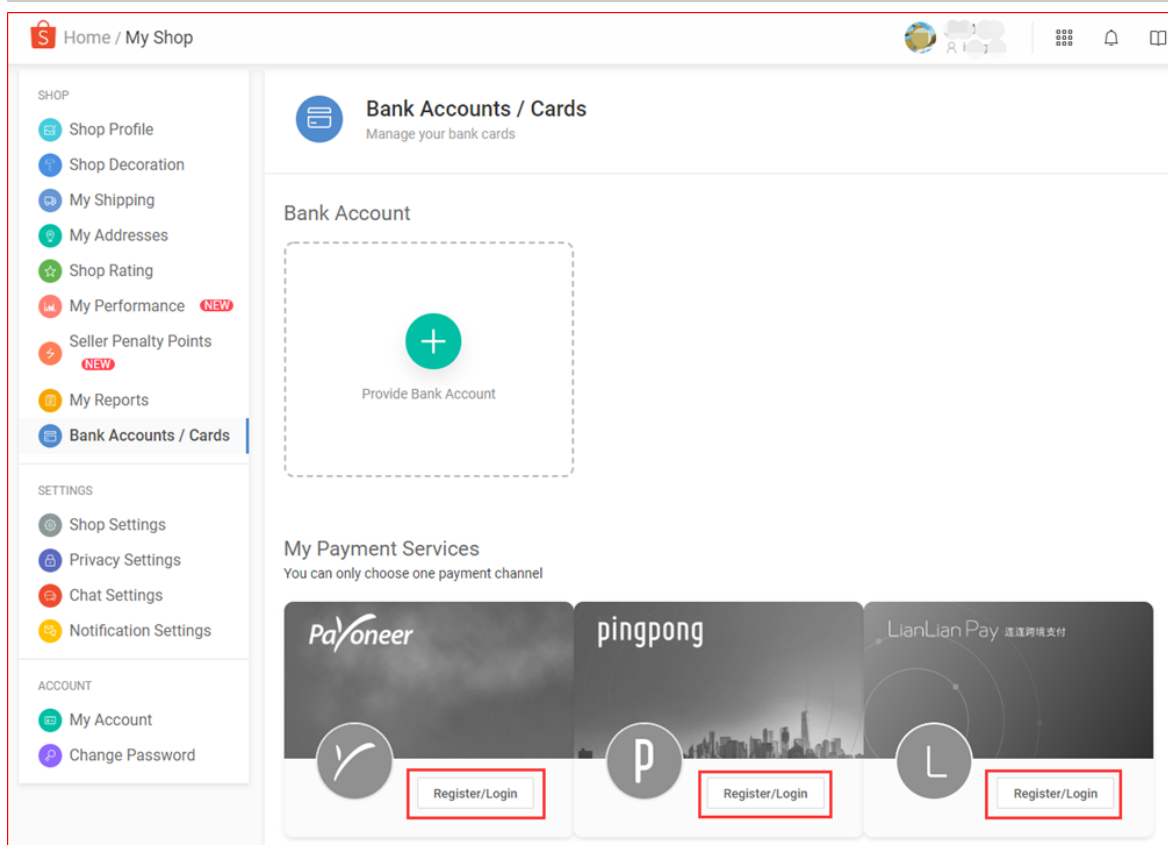 Home / My Shop
SHOP
Shop Profile
Shop Decoration
My Shipping
My Addresses
Shop Rating
My Performance NEW
Seller Penalty Points
NEW
My Reports
Bank Accounts / Cards
SETTINGS
Shop Settings
Privacy Settings
Chat Settings
Notification Settings
ACCOUNT
My Account
Change Password
Bank Accounts / Cards
Manage your bank cards
Bank Account
Provide Bank Account
My Payment Services
You can only choose one payment channel
Payoneer
pingpong
LianLian Pay 连连跨境支付
P
L
Register/Login
Register/Login
Register/Login